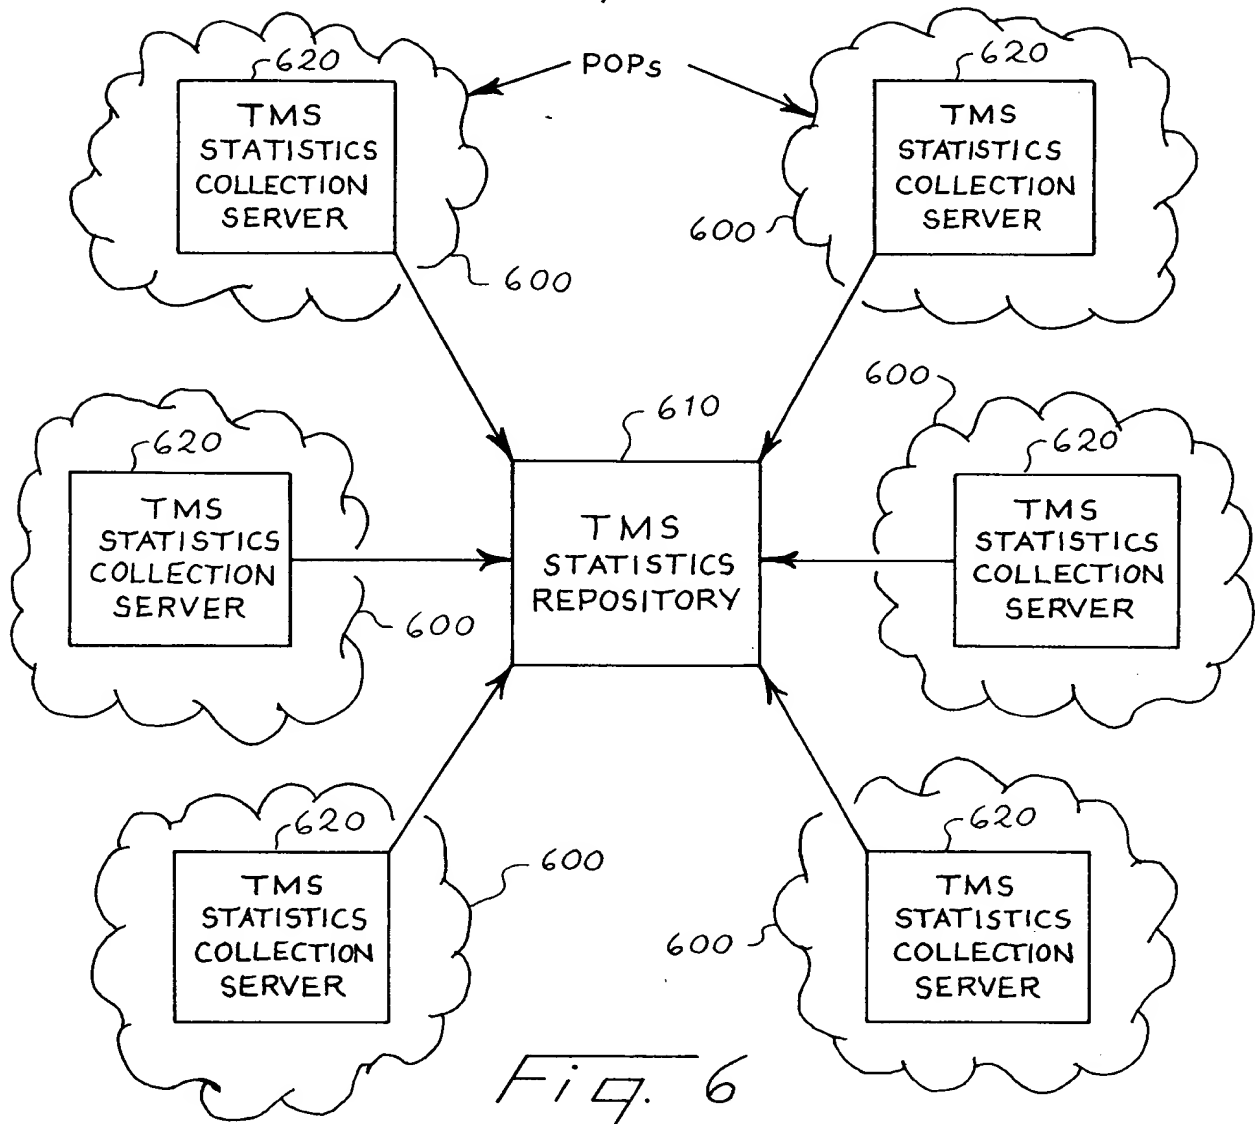 POPs
620
TMS
STATISTICS
COLLECTION
SERVER
600
620
TMS
STATISTICS
COLLECTION
SERVER
600
620
TMS
STATISTICS
COLLECTION
SERVER
600
610
TMS
STATISTICS
REPOSITORY
600
620
TMS
STATISTICS
COLLECTION
SERVER
620
TMS
STATISTICS
COLLECTION
SERVER
600
620
TMS
STATISTICS
COLLECTION
SERVER
600
Fig. 6